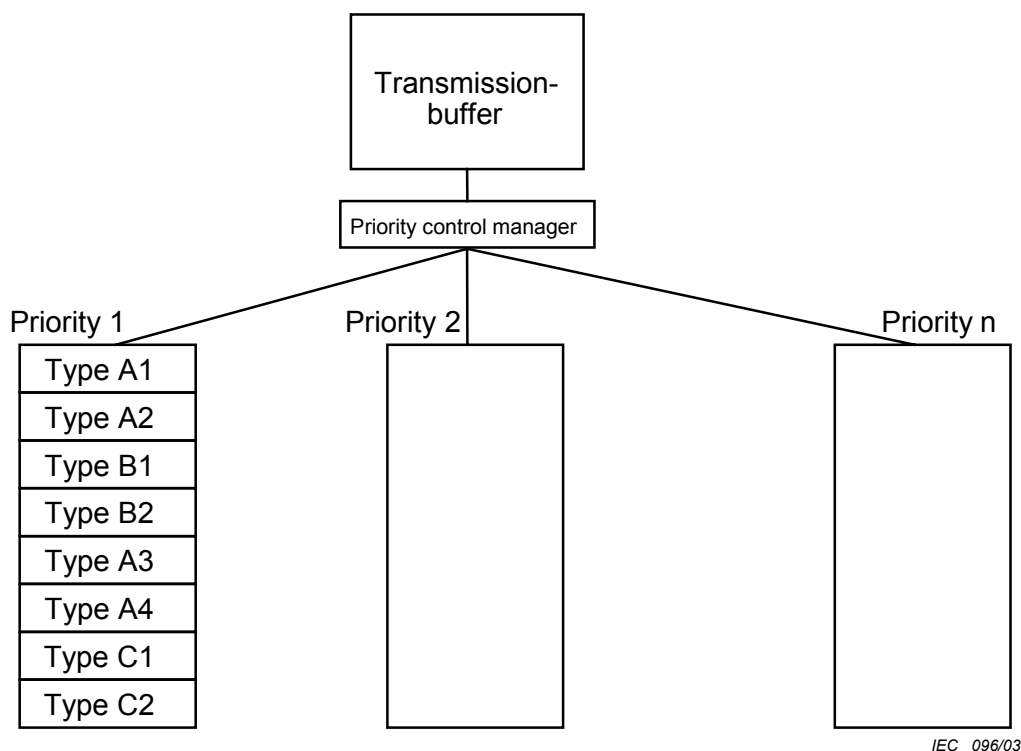 Transmission-
buffer
Priority control manager
Priority 1
Priority 2
Priority n
Type A1
Type A2
Type B1
Type B2
Type A3
Type A4
Type C1
Type C2
IEC 096/03